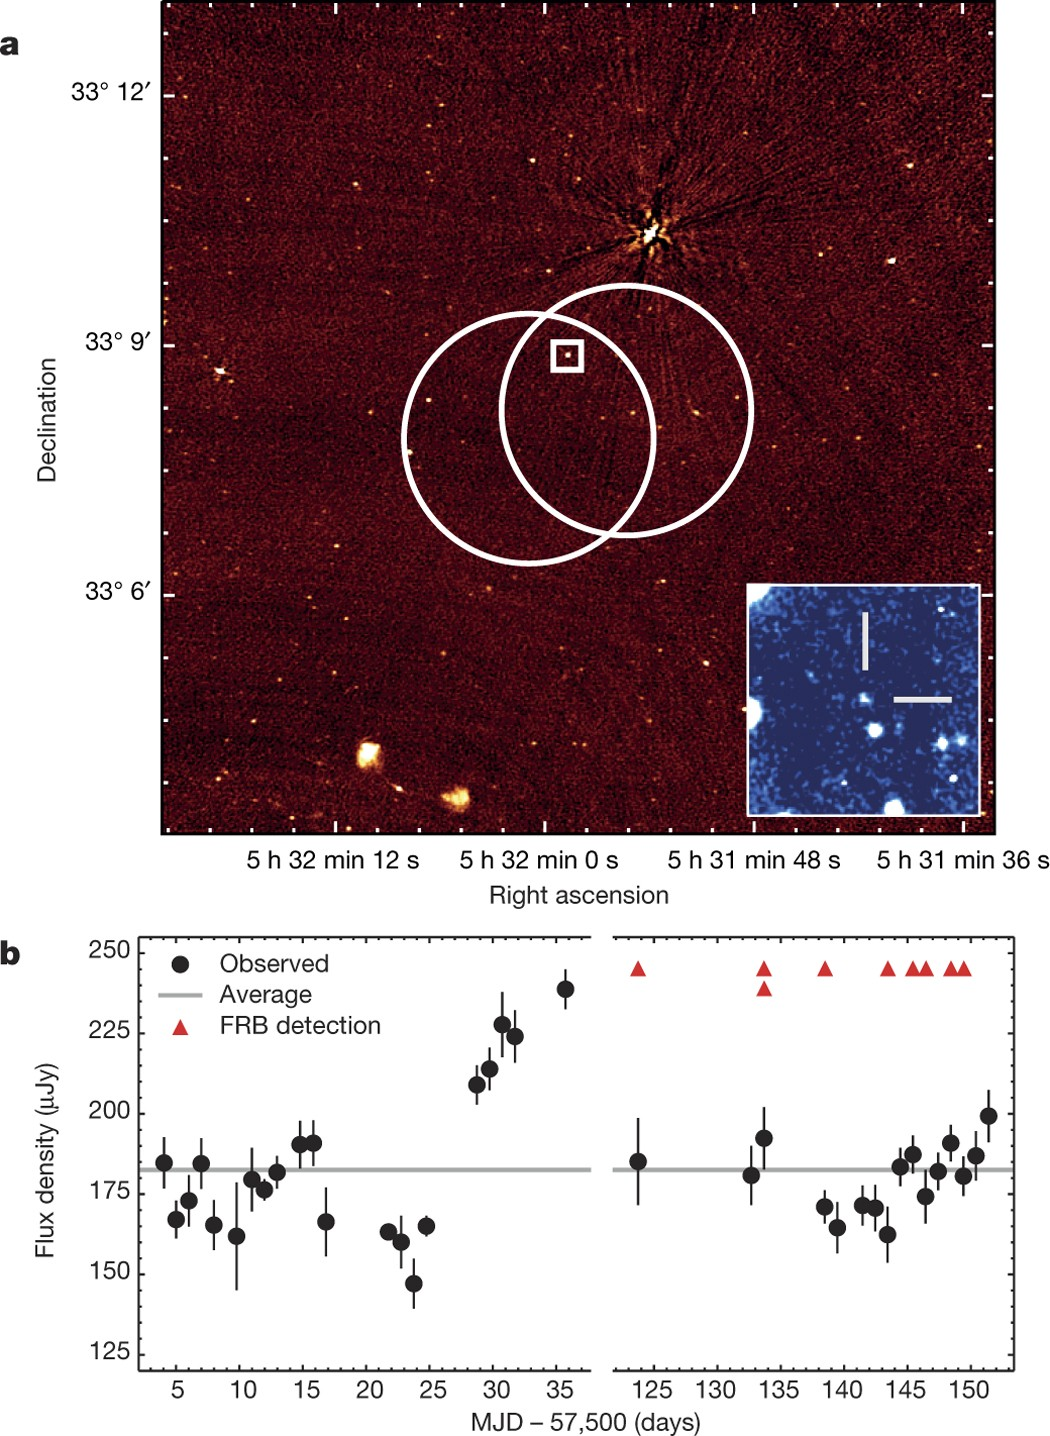 a
33° 12′
33° 9′
33° 6′
Declination
5 h 32 min 12 s 5 h 32 min 0 s 5 h 31 min 48 s 5 h 31 min 36 s
Right ascension
b
250
225
200
175
150
125
Flux density (μJy)
Observed
Average
FRB detection
5 10 15 20 25 30 35 125 130 135 140 145 150
MJD – 57,500 (days)